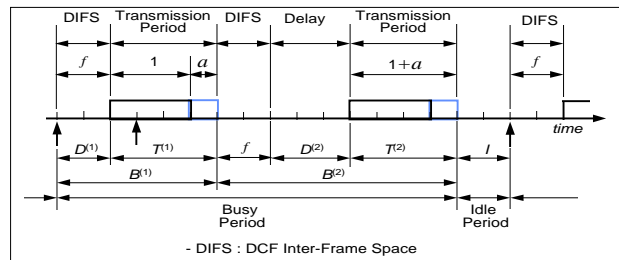 DIFS Transmission Period DIFS Delay Transmission Period DIFS
f 1 a 1+a f
time
D(1) T(1) f D(2) T(2) I
B(1) B(2)
Busy Period Idle Period
- DIFS : DCF Inter-Frame Space